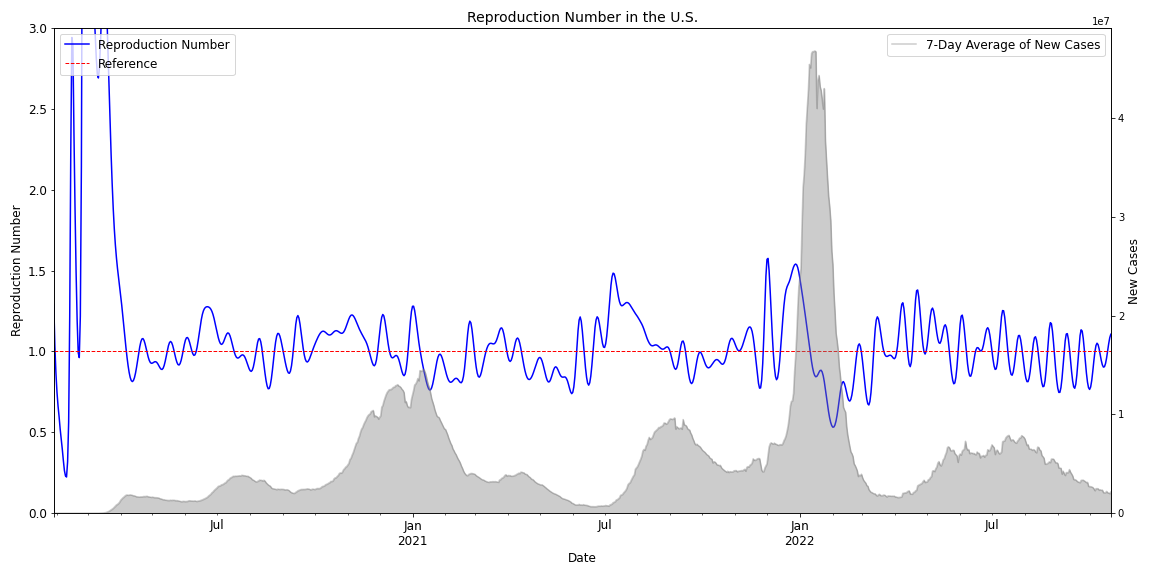 Reproduction Number in the U.S.
1e7
Reproduction Number
Reference
7-Day Average of New Cases
3.0
2.5
2.0
1.5
1.0
0.5
0.0
Reproduction Number
4
3
2
1
0
New Cases
Jul
Jan
2021
Jul
Jan
2022
Jul
Date